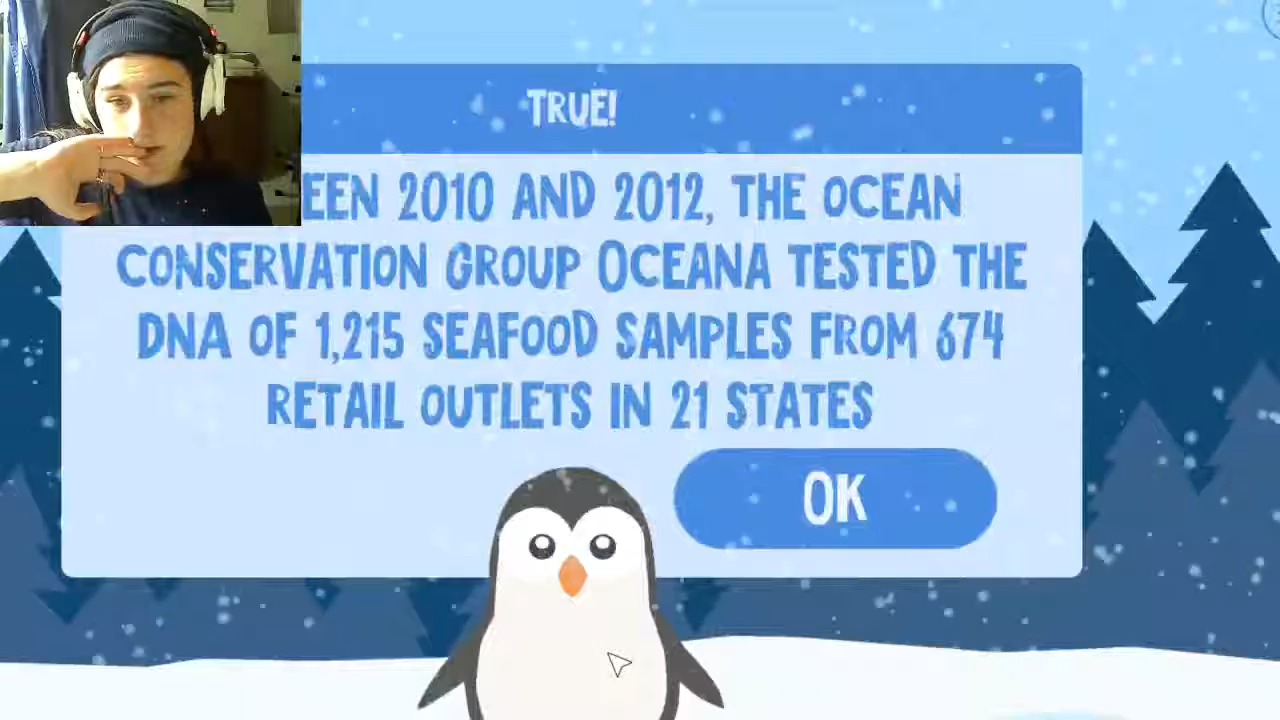 TRUE!
EEN 2010 AND 2012, THE OCEAN
CONSERVATION GROUP OCEANA TESTED THE
DNA OF 1,215 SEAFOOD SAMPLES FROM 674
RETAIL OUTLETS IN 21 STATES
OK